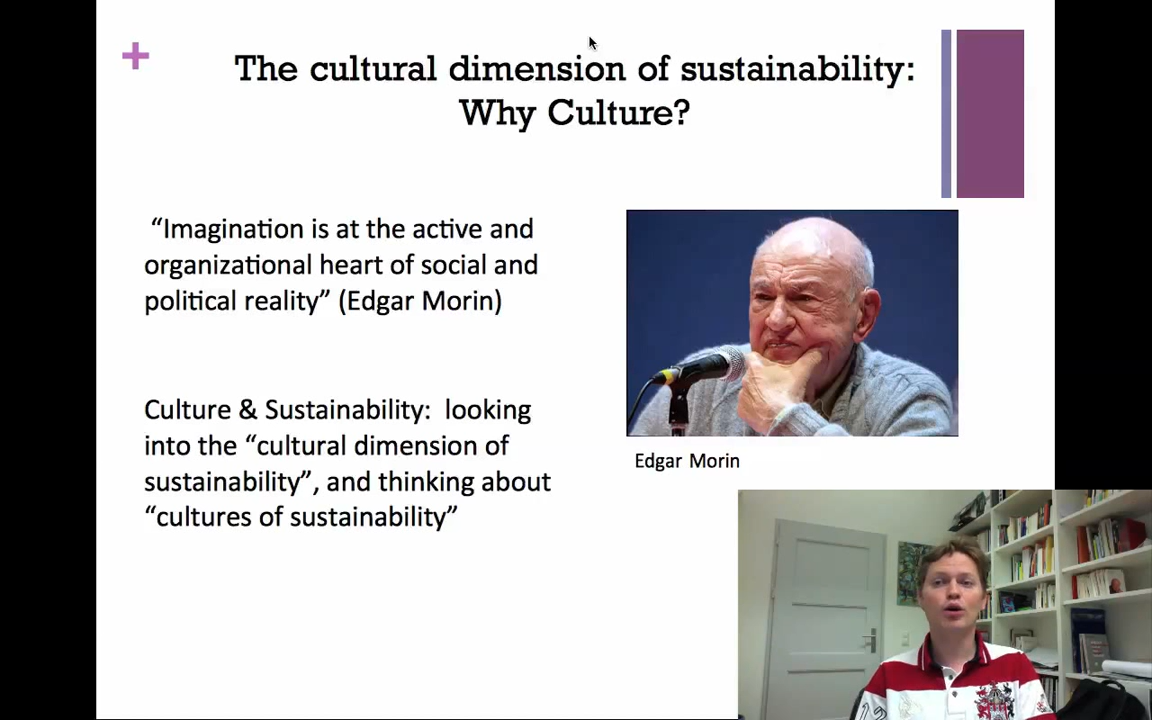 The cultural dimension of sustainability:
Why Culture?
“Imagination is at the active and
organizational heart of social and
political reality” (Edgar Morin)
Culture & Sustainability:  looking
into the “cultural dimension of
sustainability”, and thinking about
“cultures of sustainability”
Edgar Morin
12